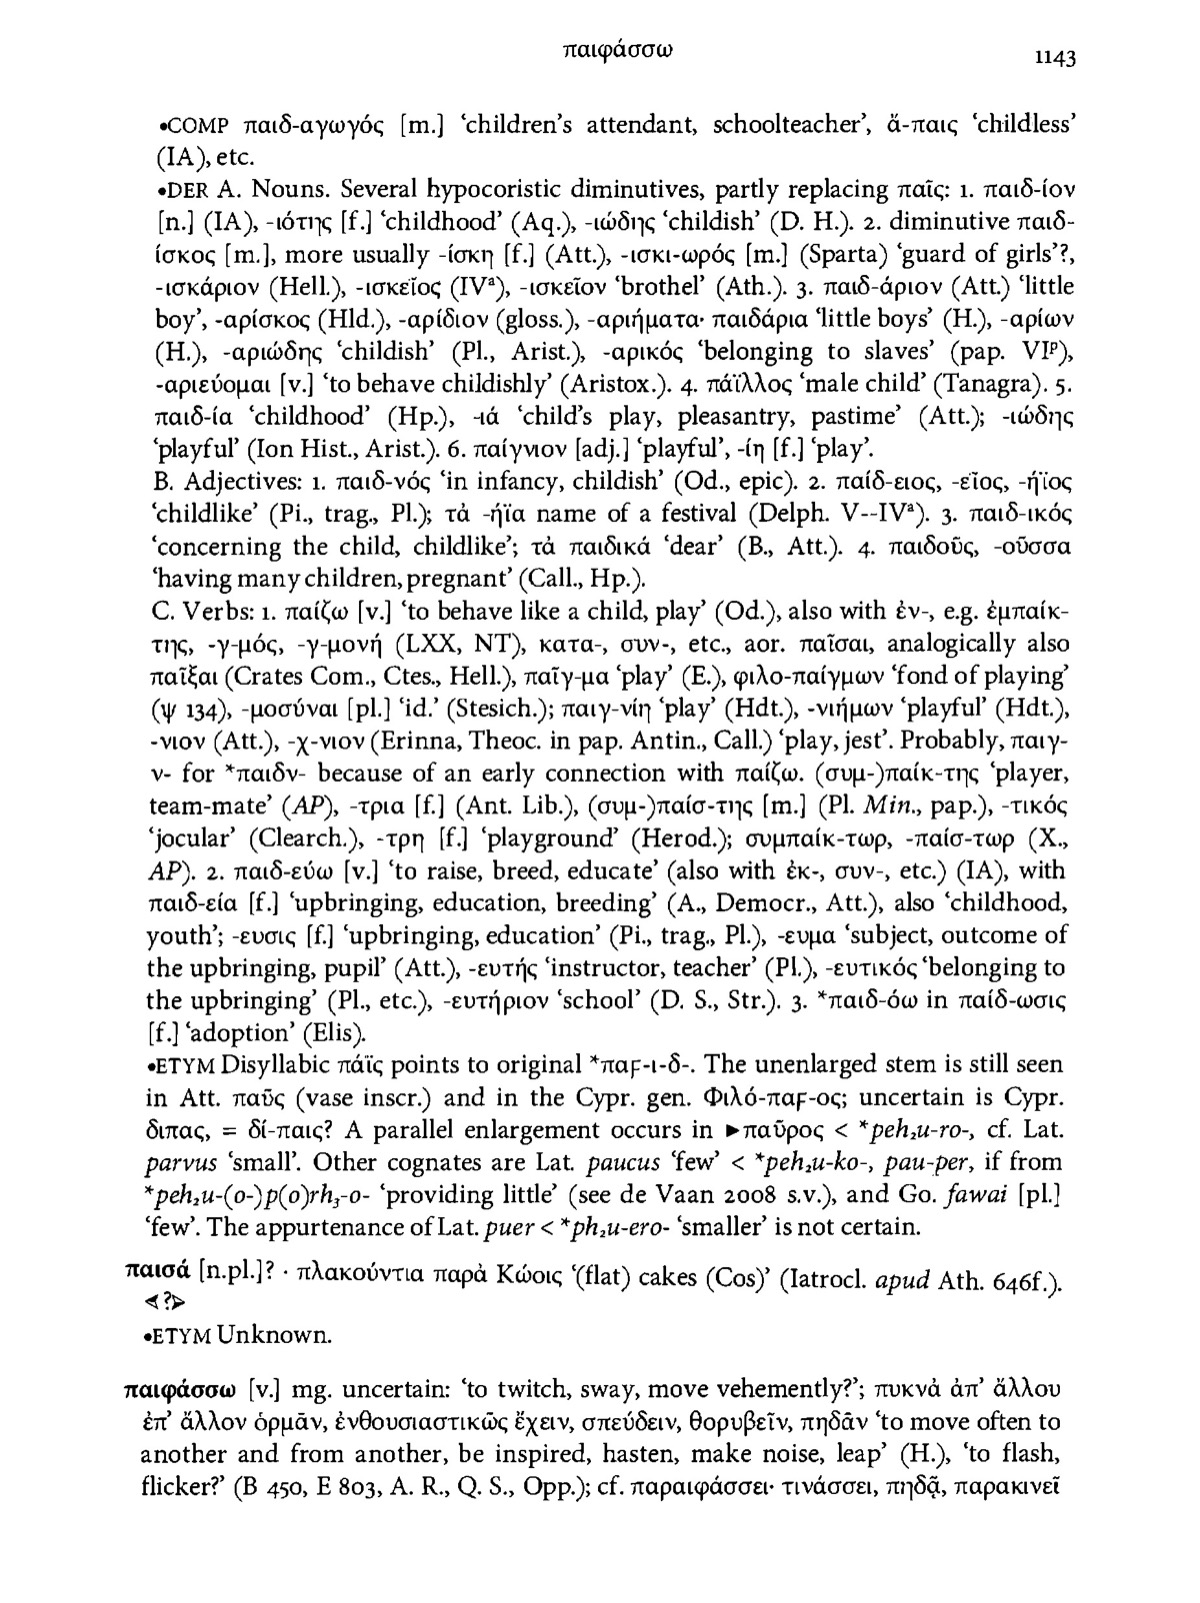 παιφάσσω 1143
•COMP παιδ-αγωγός [m.] ‘children’s attendant, schoolteacher’, ἄ-παις ‘childless’
(IA), etc.
•DER A. Nouns. Several hypocoristic diminutives, partly replacing παῖς: 1. παιδ-ίον
[n.] (IA), -ιότης [f.] ‘childhood’ (Aq.), -ιώδης ‘childish’ (D. H.). 2. diminutive παιδ-
ίσκος [m.], more usually -ίσκη [f.] (Att.), -ισκι-ωρός [m.] (Sparta) ‘guard of girls’?,
-ισκάριον (Hell.), -ισκεῖος (IVᵃ), -ισκεῖον ‘brothel’ (Ath.). 3. παιδ-άριον (Att.) ‘little
boy’, -αρίσκος (Hld.), -αρίδιον (gloss.), -αριήματα· παιδάρια ‘little boys’ (H.), -αρίων
(H.), -αριώδης ‘childish’ (Pl., Arist.), -αρικός ‘belonging to slaves’ (pap. VIᵖ),
-αριεύομαι [v.] ‘to behave childishly’ (Aristox.). 4. πάϊλλος ‘male child’ (Tanagra). 5.
παιδ-ία ‘childhood’ (Hp.), -ιά ‘child’s play, pleasantry, pastime’ (Att.); -ιώδης
‘playful’ (Ion Hist., Arist.). 6. παίγνιον [adj.] ‘playful’, -ίη [f.] ‘play’.
B. Adjectives: 1. παιδ-νός ‘in infancy, childish’ (Od., epic). 2. παίδ-ειος, -εῖος, -ήϊος
‘childlike’ (Pi., trag., Pl.); τὰ -ήϊα name of a festival (Delph. V--IVᵃ). 3. παιδ-ικός
‘concerning the child, childlike’; τὰ παιδικά ‘dear’ (B., Att.). 4. παιδοῦς, -οῦσσα
‘having many children, pregnant’ (Call., Hp.).
C. Verbs: 1. παίζω [v.] ‘to behave like a child, play’ (Od.), also with ἐν-, e.g. ἐμπαίκ-
της, -γ-μός, -γ-μονή (LXX, NT), κατα-, συν-, etc., aor. παῖσαι, analogically also
παῖξαι (Crates Com., Ctes., Hell.), παῖγ-μα ‘play’ (E.), φιλο-παίγμων ‘fond of playing’
(ψ 134), -μοσύναι [pl.] ‘id.’ (Stesich.); παιγ-νίη ‘play’ (Hdt.), -νιήμων ‘playful’ (Hdt.),
-νιον (Att.), -χ-νιον (Erinna, Theoc. in pap. Antin., Call.) ‘play, jest’. Probably, παιγ-
ν- for *παιδν- because of an early connection with παίζω. (συμ-)παίκ-της ‘player,
team-mate’ (AP), -τρια [f.] (Ant. Lib.), (συμ-)παίσ-της [m.] (Pl. Min., pap.), -τικός
‘jocular’ (Clearch.), -τρη [f.] ‘playground’ (Herod.); συμπαίκ-τωρ, -παίσ-τωρ (X.,
AP). 2. παιδ-εύω [v.] ‘to raise, breed, educate’ (also with ἐκ-, συν-, etc.) (IA), with
παιδ-εία [f.] ‘upbringing, education, breeding’ (A., Democr., Att.), also ‘childhood,
youth’; -ευσις [f.] ‘upbringing, education’ (Pi., trag., Pl.), -ευμα ‘subject, outcome of
the upbringing, pupil’ (Att.), -ευτής ‘instructor, teacher’ (Pl.), -ευτικός ‘belonging to
the upbringing’ (Pl., etc.), -ευτήριον ‘school’ (D. S., Str.). 3. *παιδ-όω in παίδ-ωσις
[f.] ‘adoption’ (Elis).
•ETYM Disyllabic πάϊς points to original *παϝ-ι-δ-. The unenlarged stem is still seen
in Att. παῦς (vase inscr.) and in the Cypr. gen. Φιλό-παϝ-ος; uncertain is Cypr.
διπας, = δί-παις? A parallel enlargement occurs in ►παῦρος < *peh₂u-ro-, cf. Lat.
parvus ‘small’. Other cognates are Lat. paucus ‘few’ < *peh₂u-ko-, pau-per, if from
*peh₂u-(o-)p(o)rh₃-o- ‘providing little’ (see de Vaan 2008 s.v.), and Go. fawai [pl.]
‘few’. The appurtenance of Lat. puer < *ph₂u-ero- ‘smaller’ is not certain.
παισά [n.pl.]? · πλακούντια παρὰ Κώοις ‘(flat) cakes (Cos)’ (Iatrocl. apud Ath. 646f.).
⊲?⊳
•ETYM Unknown.
παιφάσσω [v.] mg. uncertain: ‘to twitch, sway, move vehemently?’; πυκνὰ ἀπ’ ἄλλου
ἐπ’ ἄλλον ὁρμᾶν, ἐνθουσιαστικῶς ἔχειν, σπεύδειν, θορυβεῖν, πηδᾶν ‘to move often to
another and from another, be inspired, hasten, make noise, leap’ (H.), ‘to flash,
flicker?’ (B 450, E 803, A. R., Q. S., Opp.); cf. παραιφάσσει· τινάσσει, πηδᾷ, παρακινεῖ